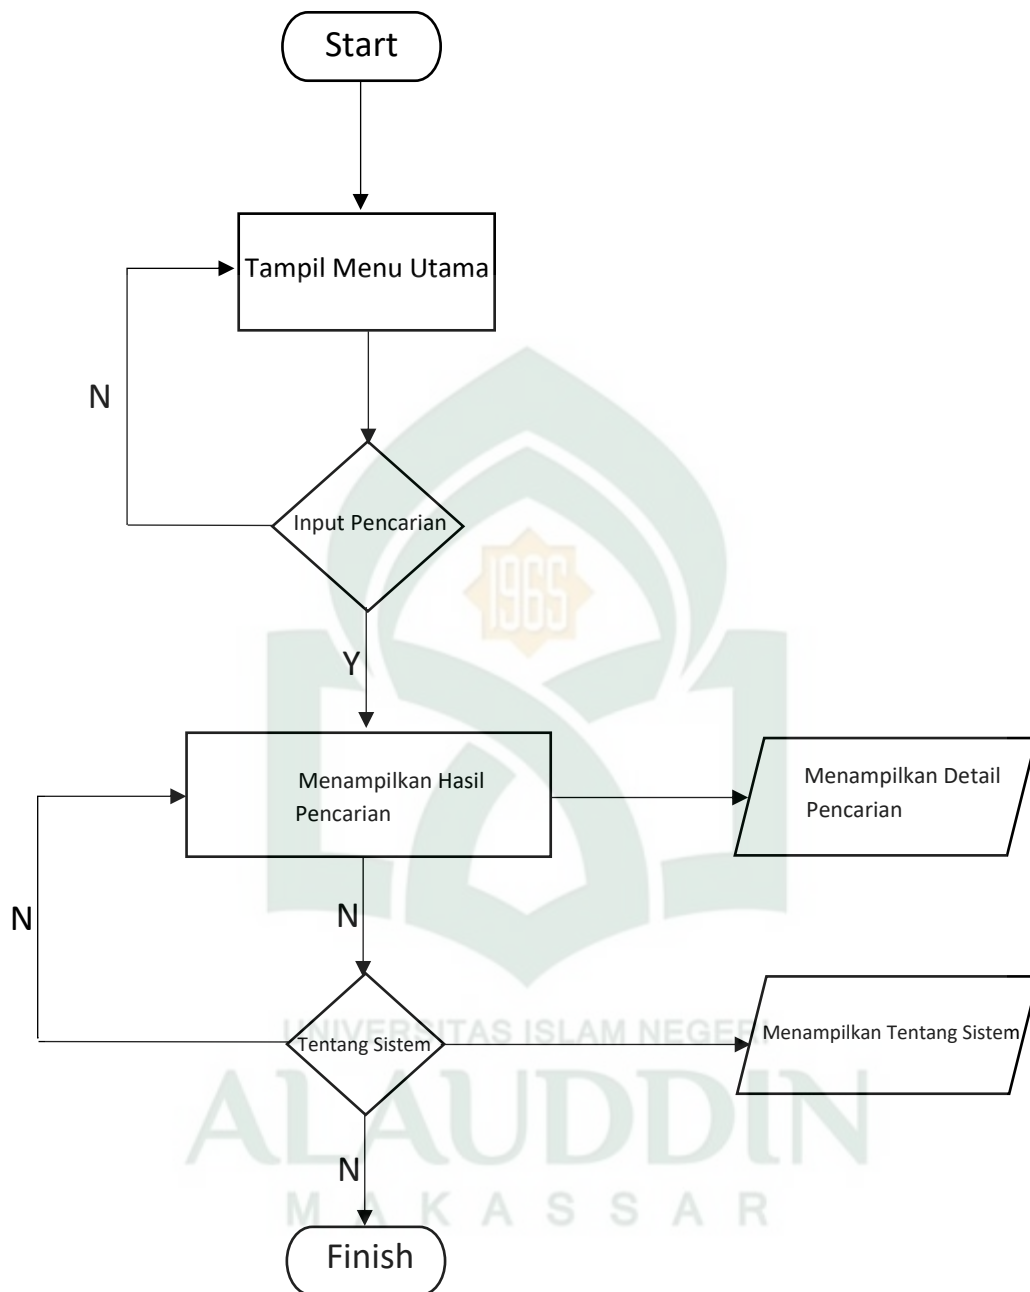 Start
Tampil Menu Utama
N
Input Pencarian
1965
Y
Menampilkan Hasil
Pencarian
Menampilkan Detail
Pencarian
N
N
UNIVERSITAS ISLAM NEGERI
Tentang Sistem
Menampilkan Tentang Sistem
ALAUDDIN
N
MAKASSAR
Finish